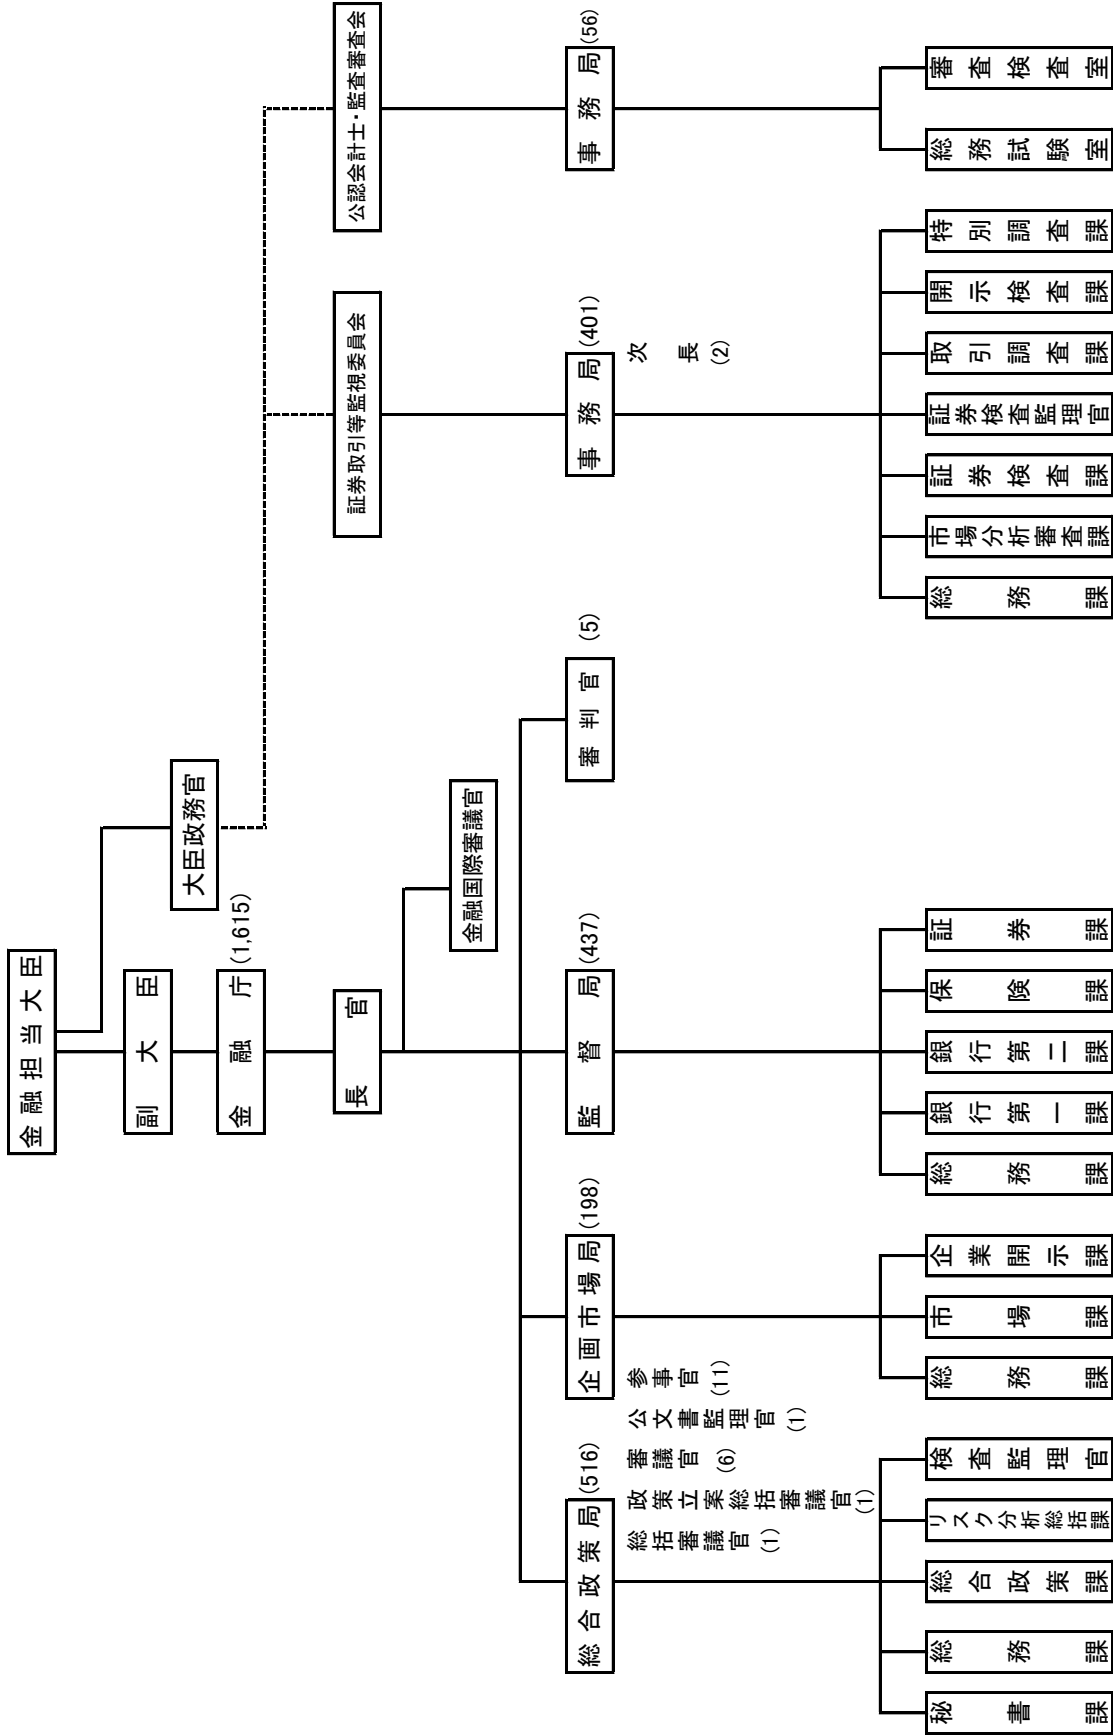 金融担当大臣
副大臣
大臣政務官
金融庁 (1,615)
長官
金融国際審議官
証券取引等監視委員会
公認会計士・監査審査会
総合政策局 (516)
企画市場局 (198)
監督局 (437)
審判官 (5)
事務局 (401)
事務局 (56)
総括審議官 (1)
政策立案総括審議官 (1)
審議官 (6)
公文書監理官 (1)
参事官 (11)
次長 (2)
秘書課
総務課
総合政策課
リスク分析総括課
検査監理官
総務課
市場課
企業開示課
総務課
銀行第一課
銀行第二課
保険課
証券課
総務課
市場分析審査課
証券検査課
証券検査監理官
取引調査課
開示検査課
特別調査課
総務試験室
審査検査室